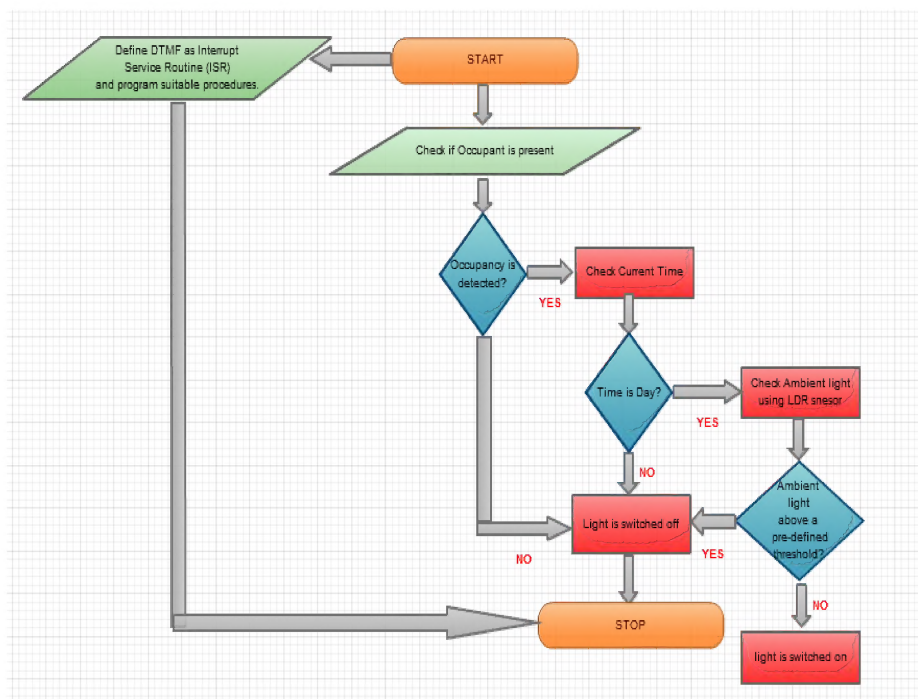 Define DTMF as Interrupt
Service Routine (ISR)
and program suitable procedures.
START
Check if Occupant is present
Occupancy is
detected?
YES
Check Current Time
Time is Day?
YES
Check Ambient light
using LDR snesor
NO
Light is switched off
NO
YES
Ambient
light
above a
pre-defined
threshold?
NO
STOP
light is switched on